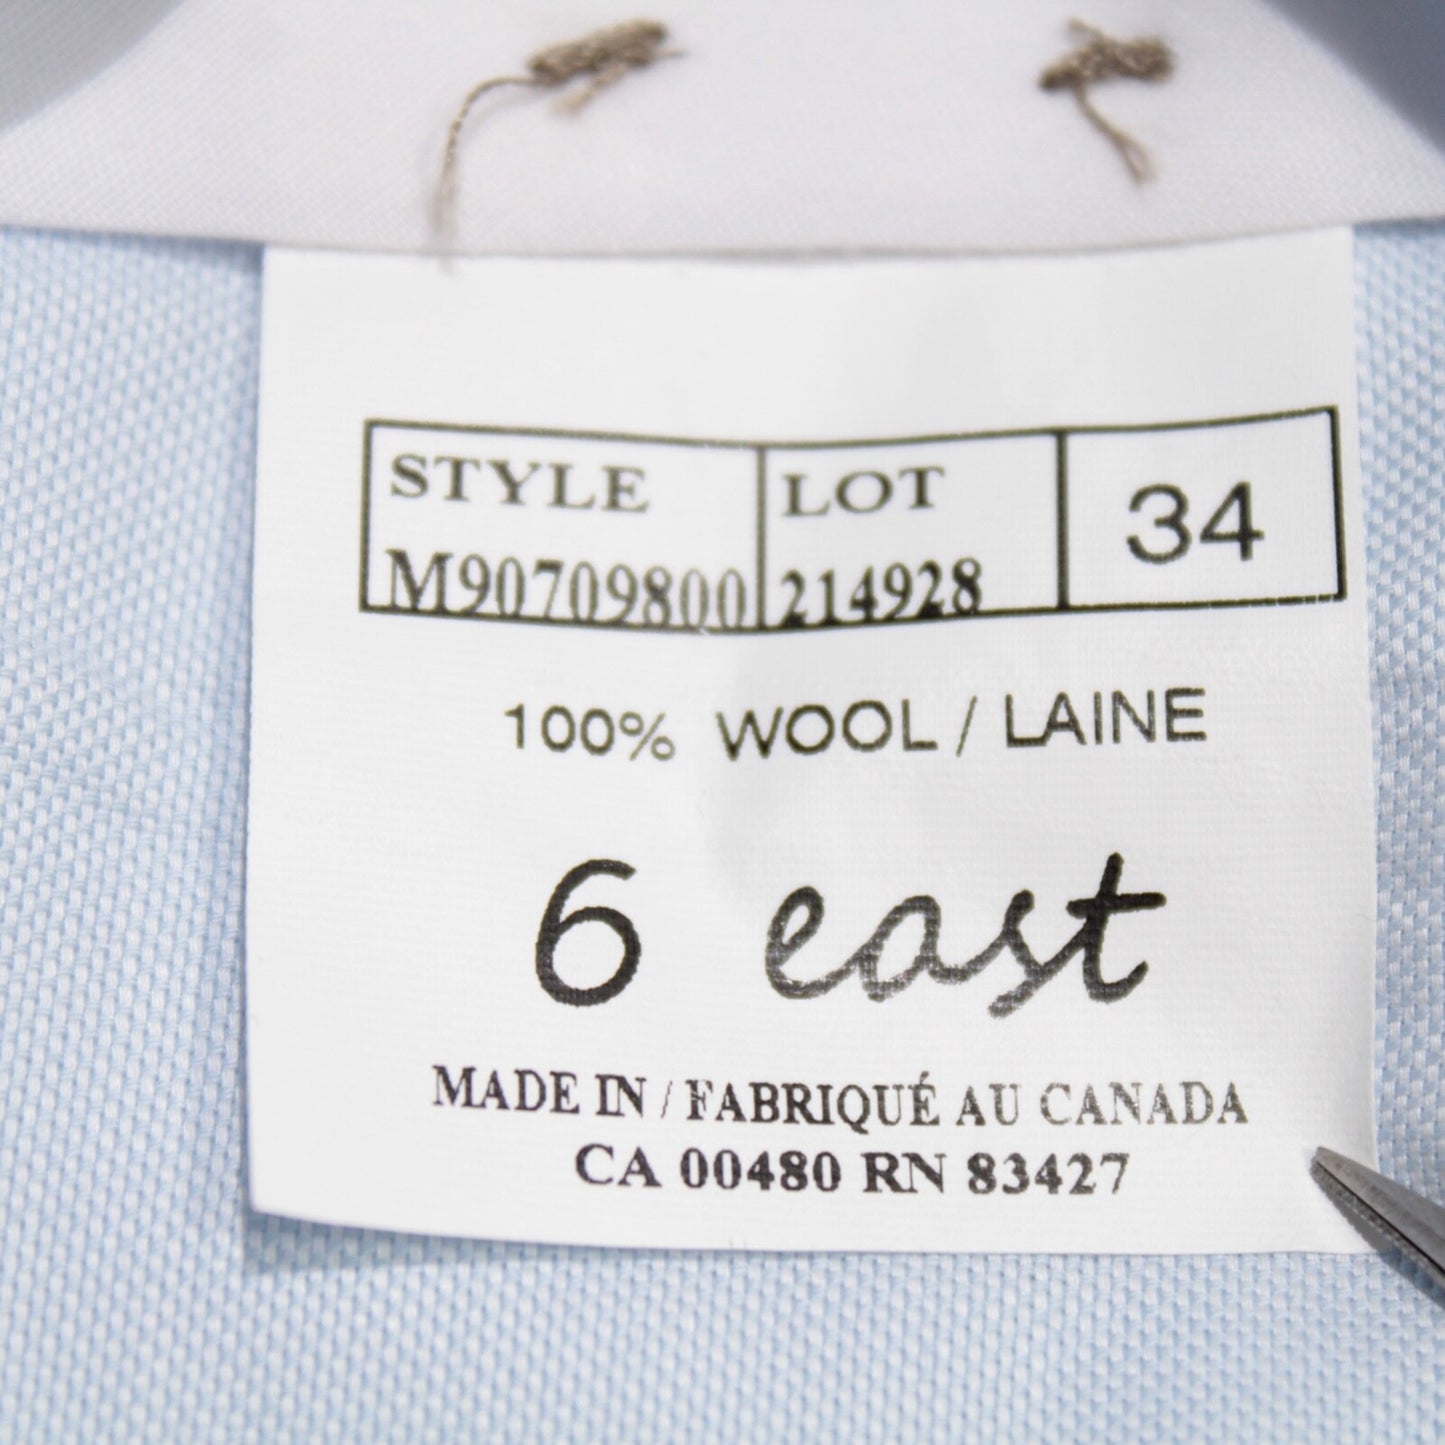 STYLE LOT 34
M90709800 214928
100% WOOL / LAINE
6 east
MADE IN / FABRIQUÉ AU CANADA
CA 00480 RN 83427